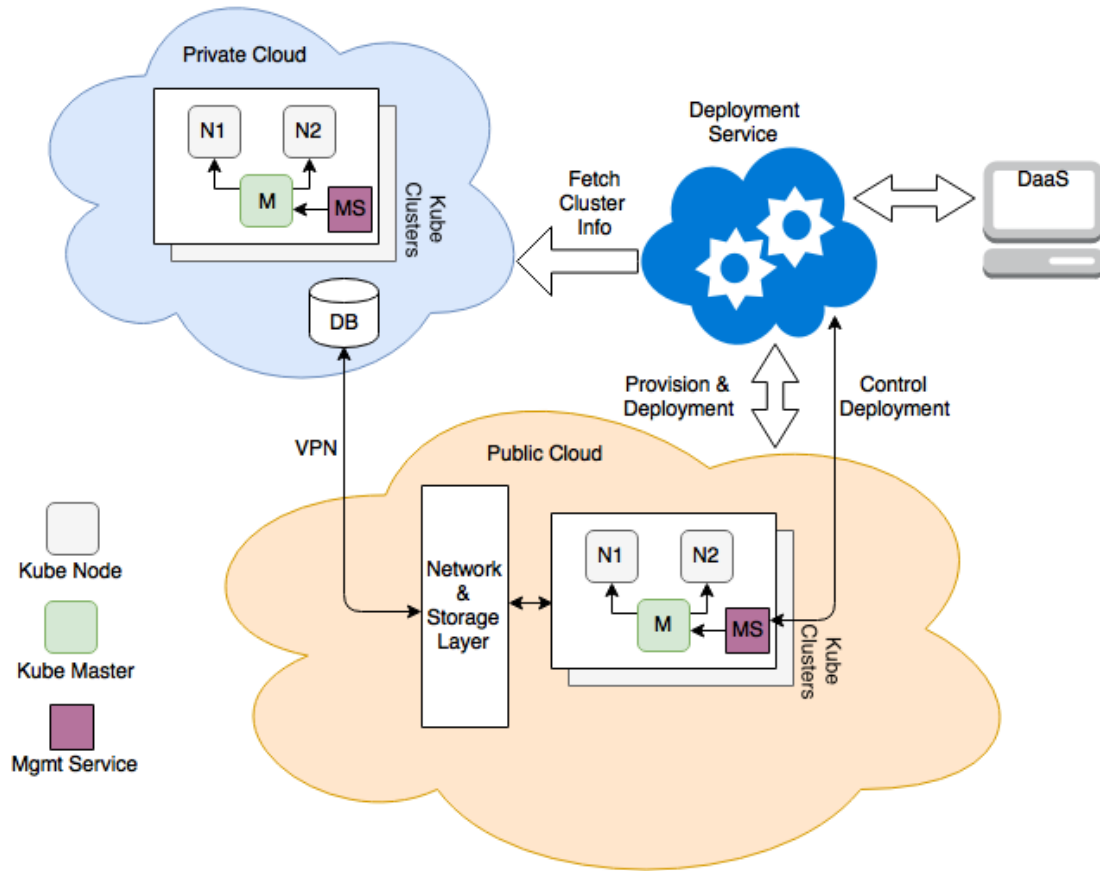 Private Cloud
N1
N2
M
MS
Kube
Clusters
DB
Deployment
Service
DaaS
Fetch
Cluster
Info
Provision &
Deployment
Control
Deployment
VPN
Public Cloud
Network
&
Storage
Layer
N1
N2
M
MS
Kube
Clusters
Kube Node
Kube Master
Mgmt Service